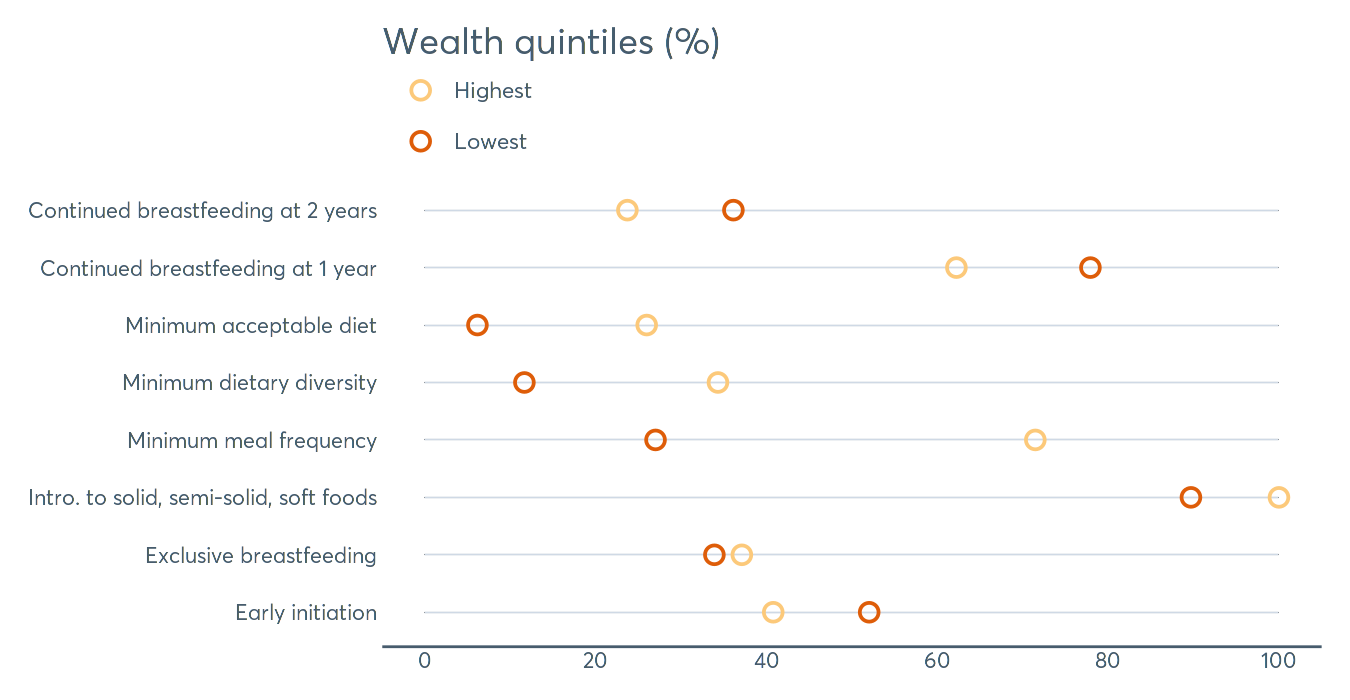 Wealth quintiles (%)
Highest
Lowest
Continued breastfeeding at 2 years
Continued breastfeeding at 1 year
Minimum acceptable diet
Minimum dietary diversity
Minimum meal frequency
Intro. to solid, semi-solid, soft foods
Exclusive breastfeeding
Early initiation
0 20 40 60 80 100